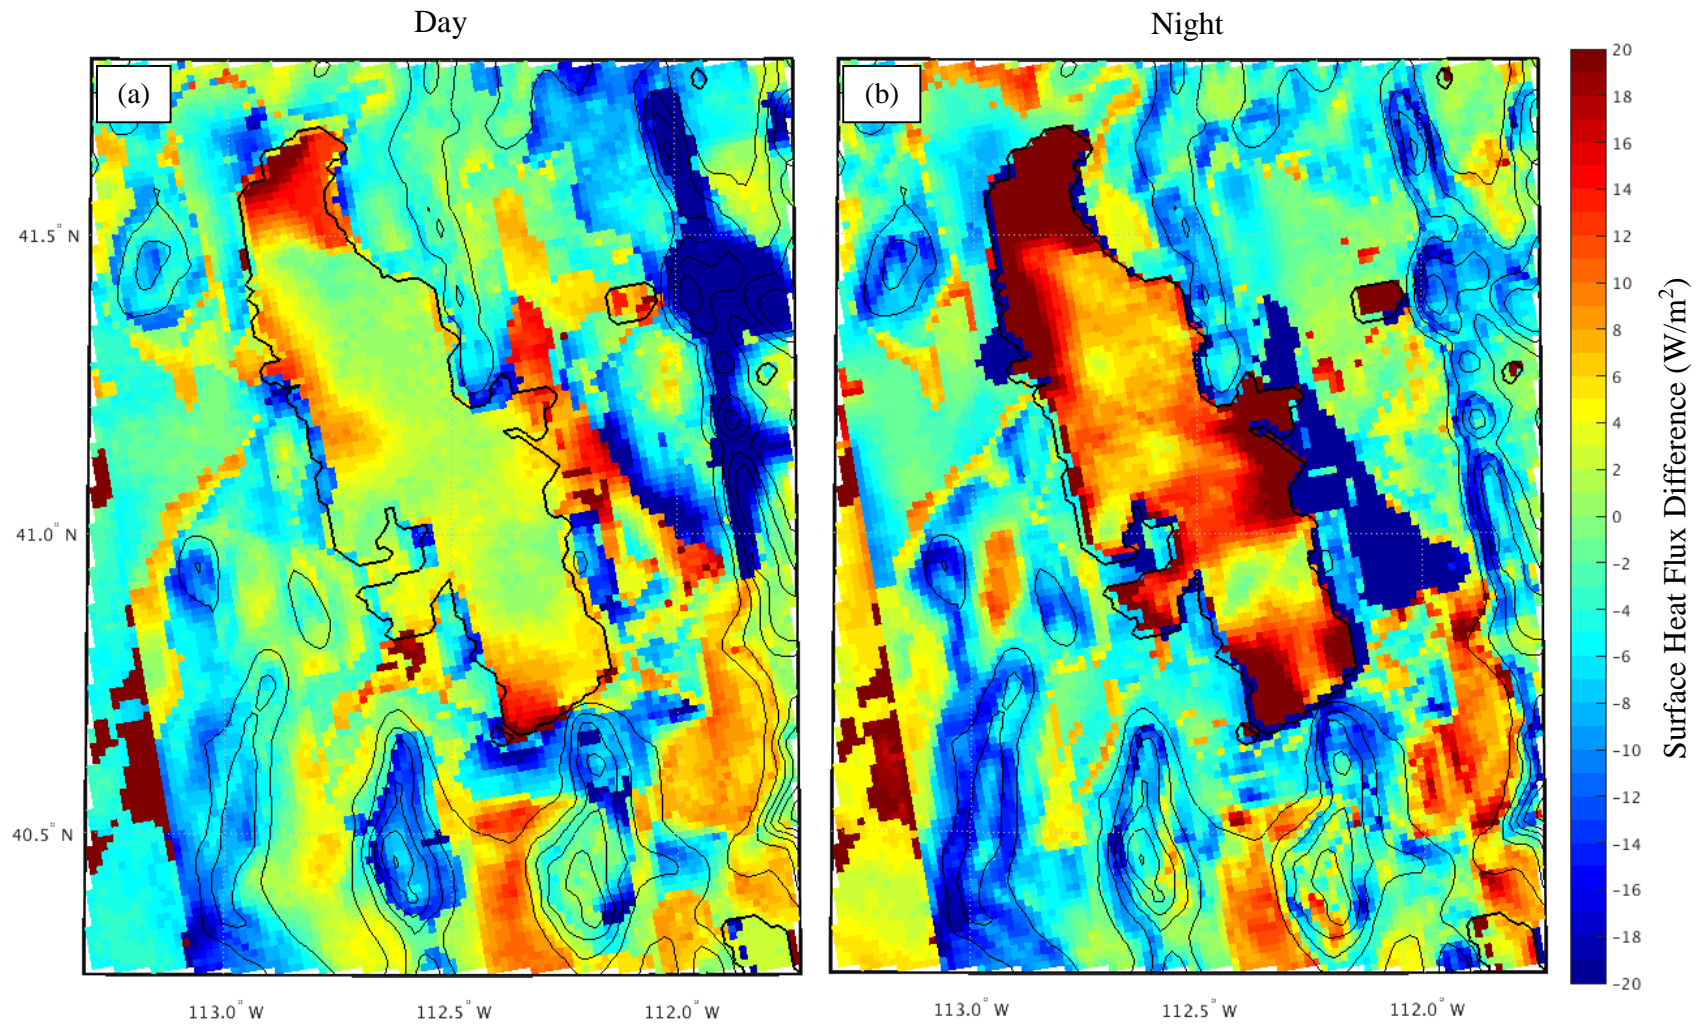 Day
Night
(a)
(b)
41.5° N
41.0° N
40.5° N
113.0° W
112.5° W
112.0° W
113.0° W
112.5° W
112.0° W
20
18
16
14
12
10
8
6
4
2
0
−2
−4
−6
−8
−10
−12
−14
−16
−18
−20
Surface Heat Flux Difference (W/m²)